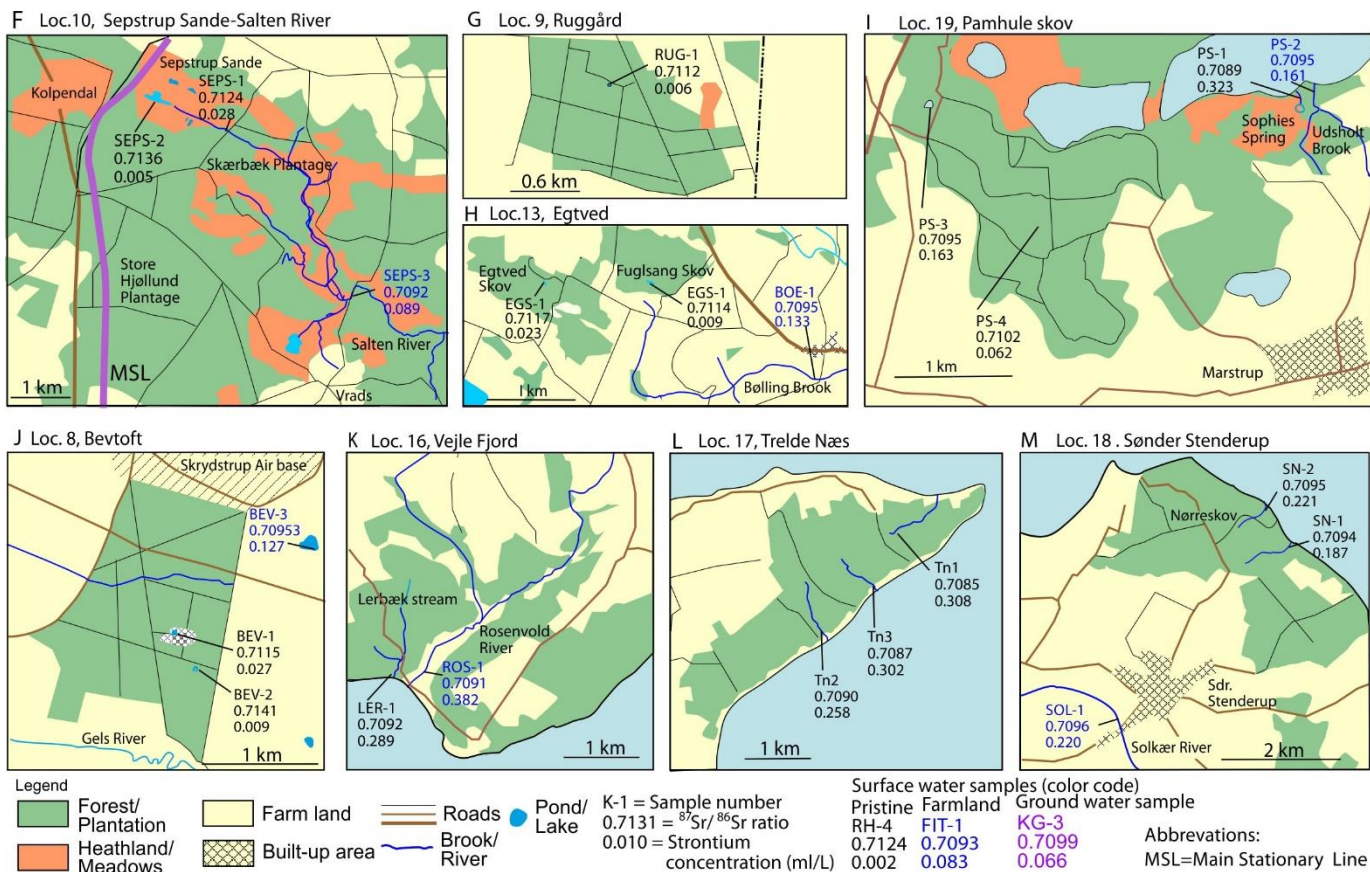 F Loc.10, Sepstrup Sande-Salten River
Kolpendal
Sepstrup Sande
SEPS-1
0.7124
0.028
SEPS-2
0.7136
0.005
Skærbæk Plantage
Store
Hjøllund
Plantage
SEPS-3
0.7092
0.089
Salten River
1 km
MSL
Vrads
G Loc. 9, Ruggård
RUG-1
0.7112
0.006
0.6 km
H Loc.13, Egtved
Egtved
Skov
EGS-1
0.7117
0.023
Fuglsang Skov
EGS-1
0.7114
0.009
BOE-1
0.7095
0.133
I km
Bølling Brook
I Loc. 19, Pamhule skov
PS-1
0.7089
0.323
PS-2
0.7095
0.161
Sophies
Spring
Udsholt
Brook
PS-3
0.7095
0.163
PS-4
0.7102
0.062
1 km
Marstrup
J Loc. 8, Bevtoft
Skrydstrup Air base
BEV-3
0.70953
0.127
BEV-1
0.7115
0.027
BEV-2
0.7141
0.009
Gels River
1 km
K Loc. 16, Vejle Fjord
Lerbæk stream
Rosenvold
River
ROS-1
0.7091
0.382
LER-1
0.7092
0.289
1 km
L Loc. 17, Trelde Næs
Tn1
0.7085
0.308
Tn3
0.7087
0.302
Tn2
0.7090
0.258
1 km
M Loc. 18 . Sønder Stenderup
SN-2
0.7095
0.221
Nørreskov
SN-1
0.7094
0.187
Sdr.
Stenderup
SOL-1
0.7096
0.220
Solkær River
2 km
Legend
Forest/
Plantation
Heathland/
Meadows
Farm land
Built-up area
Roads
Brook/
River
Pond/
Lake
K-1 = Sample number
0.7131 = ⁸⁷Sr/ ⁸⁶Sr ratio
0.010 = Strontium
concentration (ml/L)
Surface water samples (color code)
Pristine Farmland Ground water sample
RH-4 FIT-1 KG-3
0.7124 0.7093 0.7099
0.002 0.083 0.066
Abbrevations:
MSL=Main Stationary Line